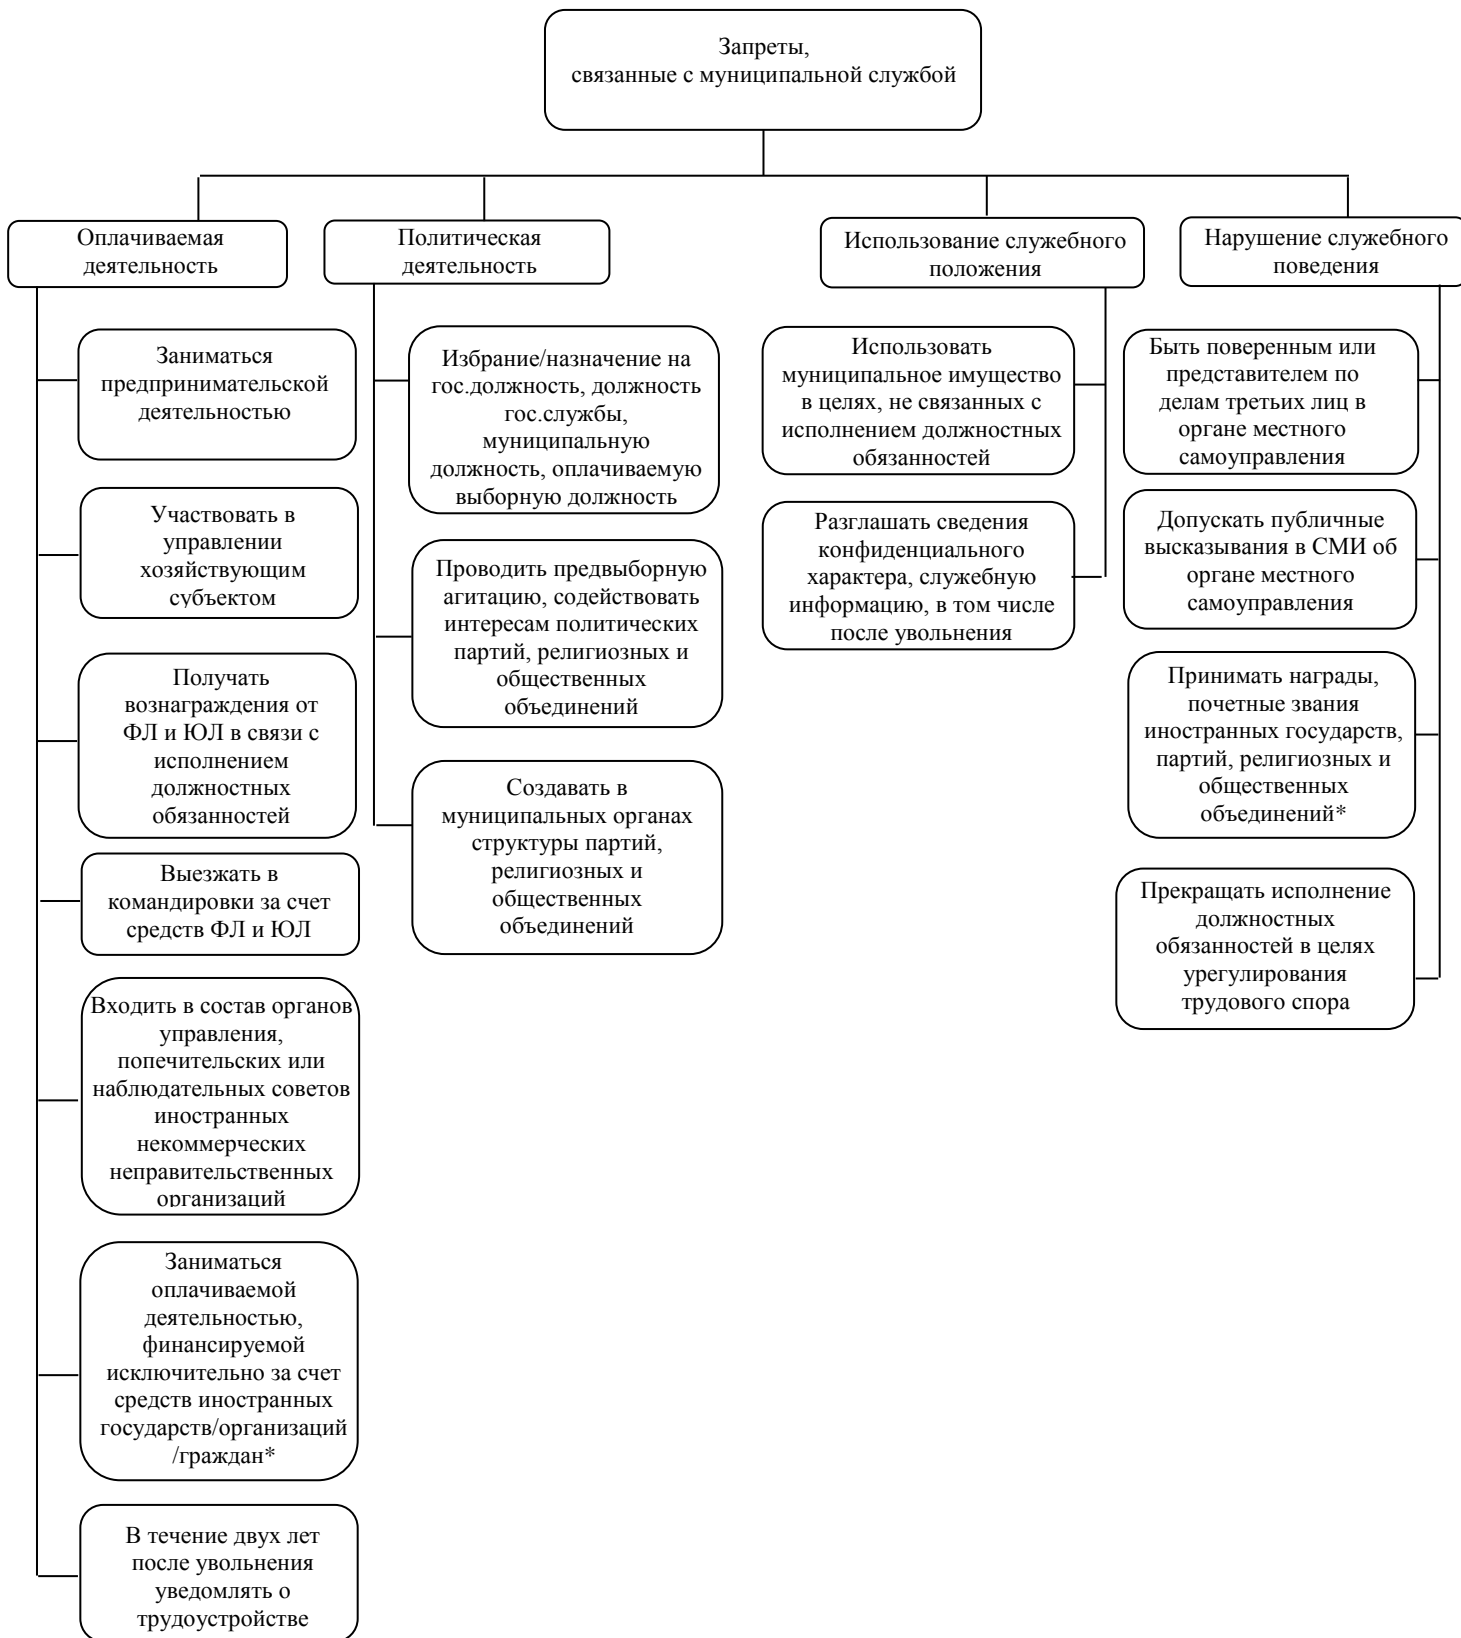 Запреты,
связанные с муниципальной службой
Оплачиваемая
деятельность
Заниматься
предпринимательской
деятельностью
Участвовать в
управлении
хозяйствующим
субъектом
Получать
вознаграждения от
ФЛ и ЮЛ в связи с
исполнением
должностных
обязанностей
Выезжать в
командировки за счет
средств ФЛ и ЮЛ
Входить в состав органов
управления,
попечительских или
наблюдательных советов
иностранных
некоммерческих
неправительственных
организаций
Заниматься
оплачиваемой
деятельностью,
финансируемой
исключительно за счет
средств иностранных
государств/организаций
/граждан*
В течение двух лет
после увольнения
уведомлять о
трудоустройстве
Политическая
деятельность
Избрание/назначение на
гос.должность, должность
гос.службы,
муниципальную
должность, оплачиваемую
выборную должность
Проводить предвыборную
агитацию, содействовать
интересам политических
партий, религиозных и
общественных
объединений
Создавать в
муниципальных органах
структуры партий,
религиозных и
общественных
объединений
Использование служебного
положения
Использовать
муниципальное имущество
в целях, не связанных с
исполнением должностных
обязанностей
Разглашать сведения
конфиденциального
характера, служебную
информацию, в том числе
после увольнения
Нарушение служебного
поведения
Быть поверенным или
представителем по
делам третьих лиц в
органе местного
самоуправления
Допускать публичные
высказывания в СМИ об
органе местного
самоуправления
Принимать награды,
почетные звания
иностранных государств,
партий, религиозных и
общественных
объединений*
Прекращать исполнение
должностных
обязанностей в целях
урегулирования
трудового спора